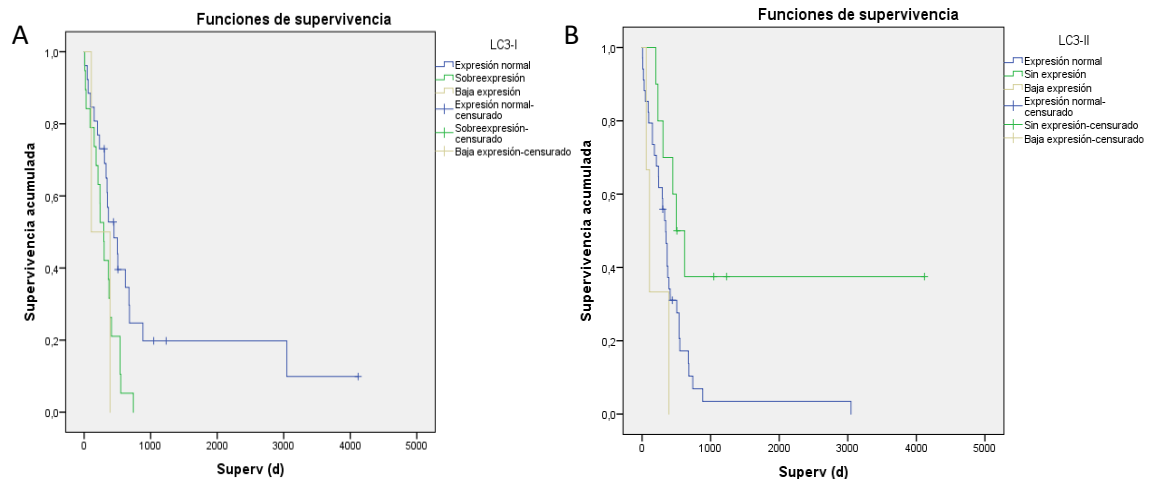 A
Funciones de supervivencia
LC3-I
Expresión normal
Sobreexpresión
Baja expresión
Expresión normal-
censurado
Sobreexpresión-
censurado
Baja expresión-censurado
Supervivencia acumulada
1,0
0,8
0,6
0,4
0,2
0,0
0 1000 2000 3000 4000 5000
Superv (d)
B
Funciones de supervivencia
LC3-II
Expresión normal
Sin expresión
Baja expresión
Expresión normal-
censurado
Sin expresión-censurado
Baja expresión-censurado
Supervivencia acumulada
1,0
0,8
0,6
0,4
0,2
0,0
0 1000 2000 3000 4000 5000
Superv (d)